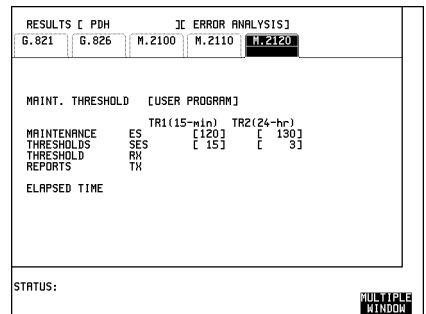 RESULTS [ PDH ][ ERROR ANALYSIS]
G.821 G.826 M.2100 M.2110 M.2120
MAINT. THRESHOLD [USER PROGRAM]
TR1(15-min) TR2(24-hr)
MAINTENANCE ES [120] [ 130]
THRESHOLDS SES [ 15] [ 3]
THRESHOLD RX
REPORTS TX
ELAPSED TIME
STATUS:
MULTIPLE
WINDOW